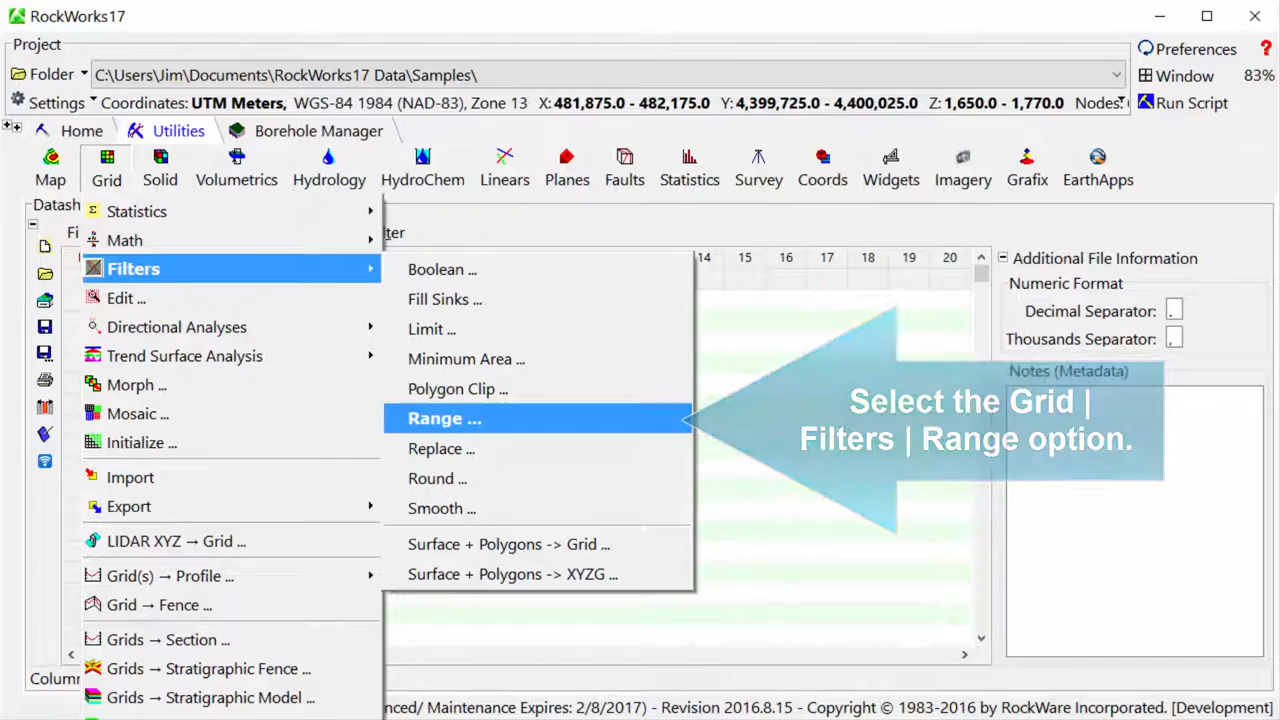 RockWorks17
Project
Folder C:\Users\Jim\Documents\RockWorks17 Data\Samples\
Preferences ?
Window 83%
Settings Coordinates: UTM Meters, WGS-84 1984 (NAD-83), Zone 13 X: 481,875.0 - 482,175.0 Y: 4,399,725.0 - 4,400,025.0 Z: 1,650.0 - 1,770.0 Nodes:
Run Script
Home Utilities Borehole Manager
Map Grid Solid Volumetrics Hydrology HydroChem Linears Planes Faults Statistics Survey Coords Widgets Imagery Grafix EarthApps
Datash
Fi
lter
Statistics
Math
Filters
Edit ...
Directional Analyses
Trend Surface Analysis
Morph ...
Mosaic ...
Initialize ...
Import
Export
LIDAR XYZ → Grid ...
Grid(s) → Profile ...
Grid → Fence ...
Grids → Section ...
Grids → Stratigraphic Fence ...
Grids → Stratigraphic Model ...
Boolean ...
Fill Sinks ...
Limit ...
Minimum Area ...
Polygon Clip ...
Range ...
Replace ...
Round ...
Smooth ...
Surface + Polygons -> Grid ...
Surface + Polygons -> XYZG ...
14 15 16 17 18 19 20
Select the Grid |
Filters | Range option.
Additional File Information
Numeric Format
Decimal Separator: .
Thousands Separator: ,
Notes (Metadata)
Column
nced/ Maintenance Expires: 2/8/2017) - Revision 2016.8.15 - Copyright © 1983-2016 by RockWare Incorporated. [Development]